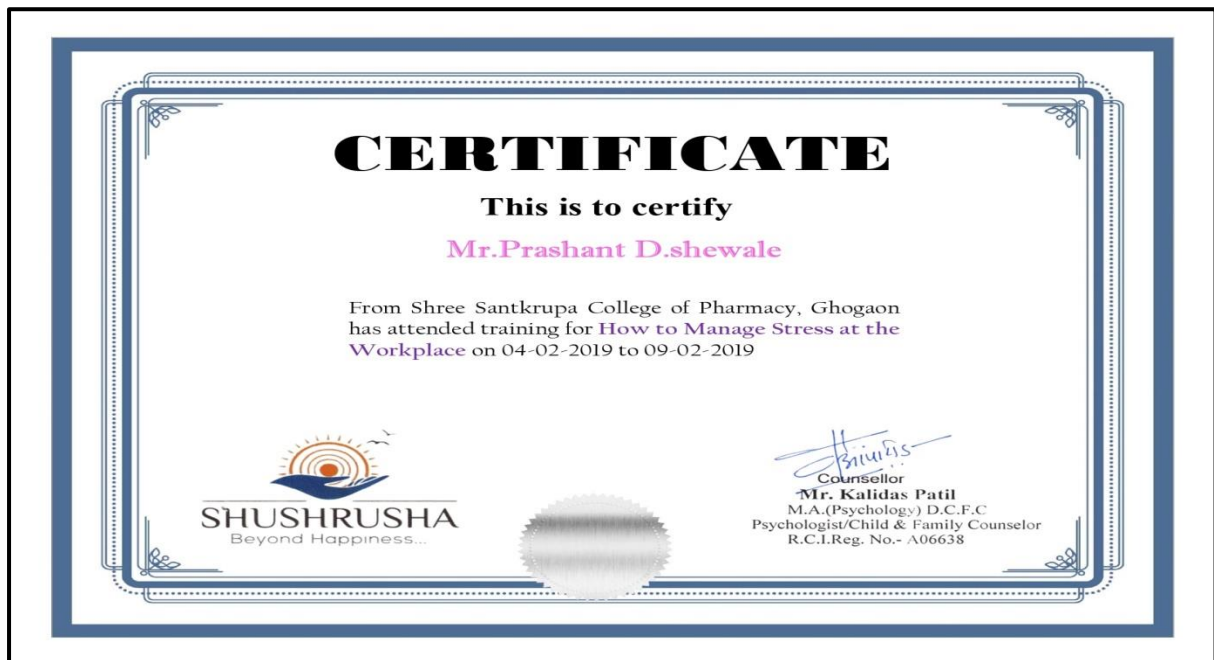 CERTIFICATE
This is to certify
Mr.Prashant D.shewale
From Shree Santkrupa College of Pharmacy, Ghogaon
has attended training for How to Manage Stress at the
Workplace on 04-02-2019 to 09-02-2019
SHUSHRUSHA
Beyond Happiness...
Counsellor
Mr. Kalidas Patil
M.A.(Psychology) D.C.F.C
Psychologist/Child & Family Counselor
R.C.I.Reg. No.- A06638